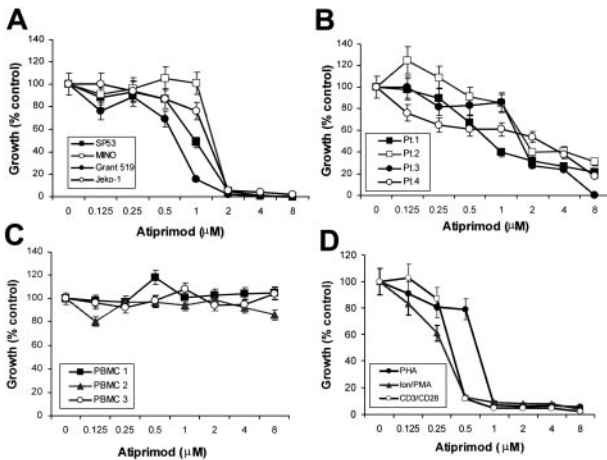 A
Growth (% control)
140
120
100
80
60
40
20
0
SP53
MINO
Grant 519
Jeko-1
0 0.125 0.25 0.5 1 2 4 8
Atiprimod (µM)
B
Growth (% control)
140
120
100
80
60
40
20
0
Pt.1
Pt.2
Pt.3
Pt.4
0 0.125 0.25 0.5 1 2 4 8
Atiprimod (µM)
C
Growth (% control)
140
120
100
80
60
40
20
0
PBMC 1
PBMC 2
PBMC 3
0 0.125 0.25 0.5 1 2 4 8
Atiprimod (µM)
D
Growth (% control)
120
100
80
60
40
20
0
PHA
Ion/PMA
CD3/CD28
0 0.125 0.25 0.5 1 2 4 8
Atiprimod (µM)